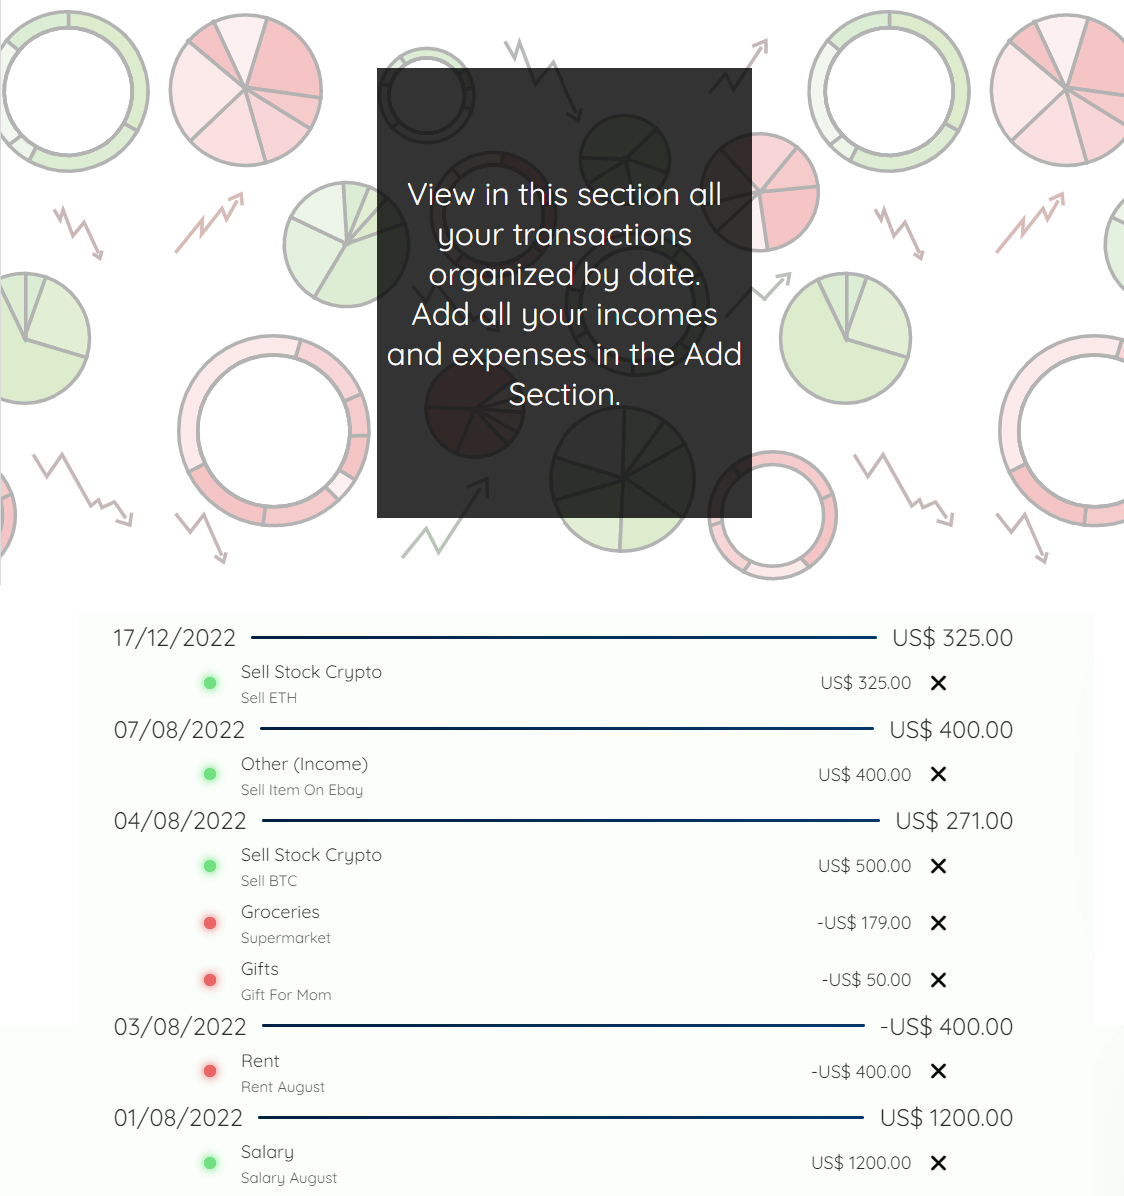 View in this section all
your transactions
organized by date.
Add all your incomes
and expenses in the Add
Section.
17/12/2022 US$ 325.00
Sell Stock Crypto
Sell ETH
US$ 325.00
07/08/2022 US$ 400.00
Other (Income)
Sell Item On Ebay
US$ 400.00
04/08/2022 US$ 271.00
Sell Stock Crypto
Sell BTC
US$ 500.00
Groceries
Supermarket
-US$ 179.00
Gifts
Gift For Mom
-US$ 50.00
03/08/2022 -US$ 400.00
Rent
Rent August
-US$ 400.00
01/08/2022 US$ 1200.00
Salary
Salary August
US$ 1200.00